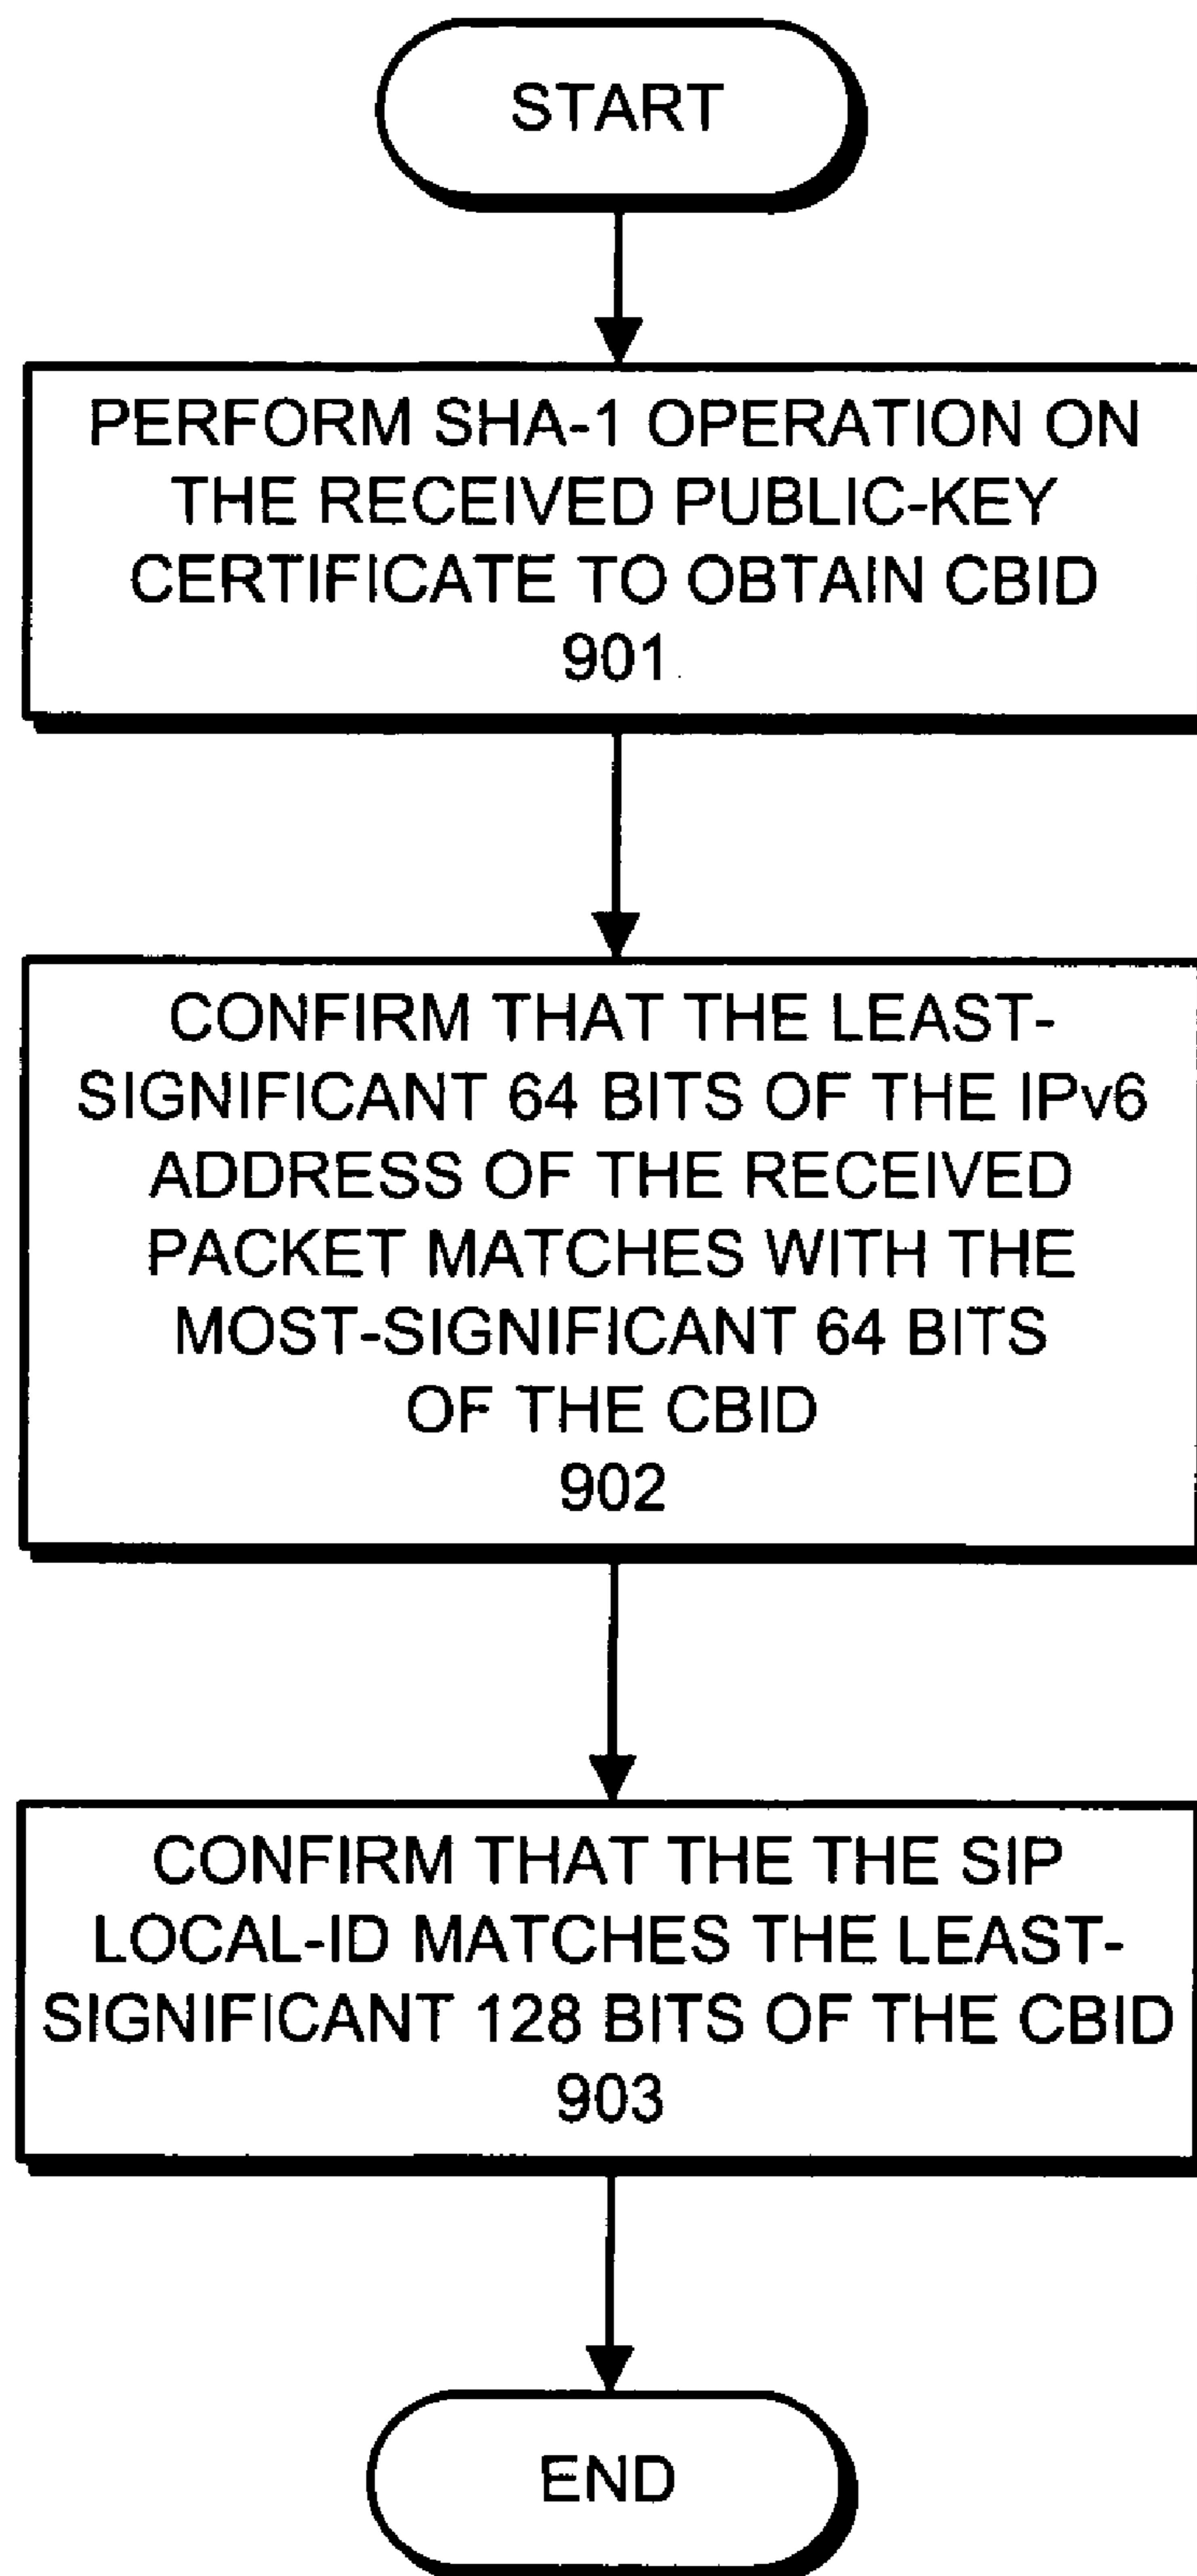 START
PERFORM SHA-1 OPERATION ON
THE RECEIVED PUBLIC-KEY
CERTIFICATE TO OBTAIN CBID
901
CONFIRM THAT THE LEAST-
SIGNIFICANT 64 BITS OF THE IPv6
ADDRESS OF THE RECEIVED
PACKET MATCHES WITH THE
MOST-SIGNIFICANT 64 BITS
OF THE CBID
902
CONFIRM THAT THE THE SIP
LOCAL-ID MATCHES THE LEAST-
SIGNIFICANT 128 BITS OF THE CBID
903
END